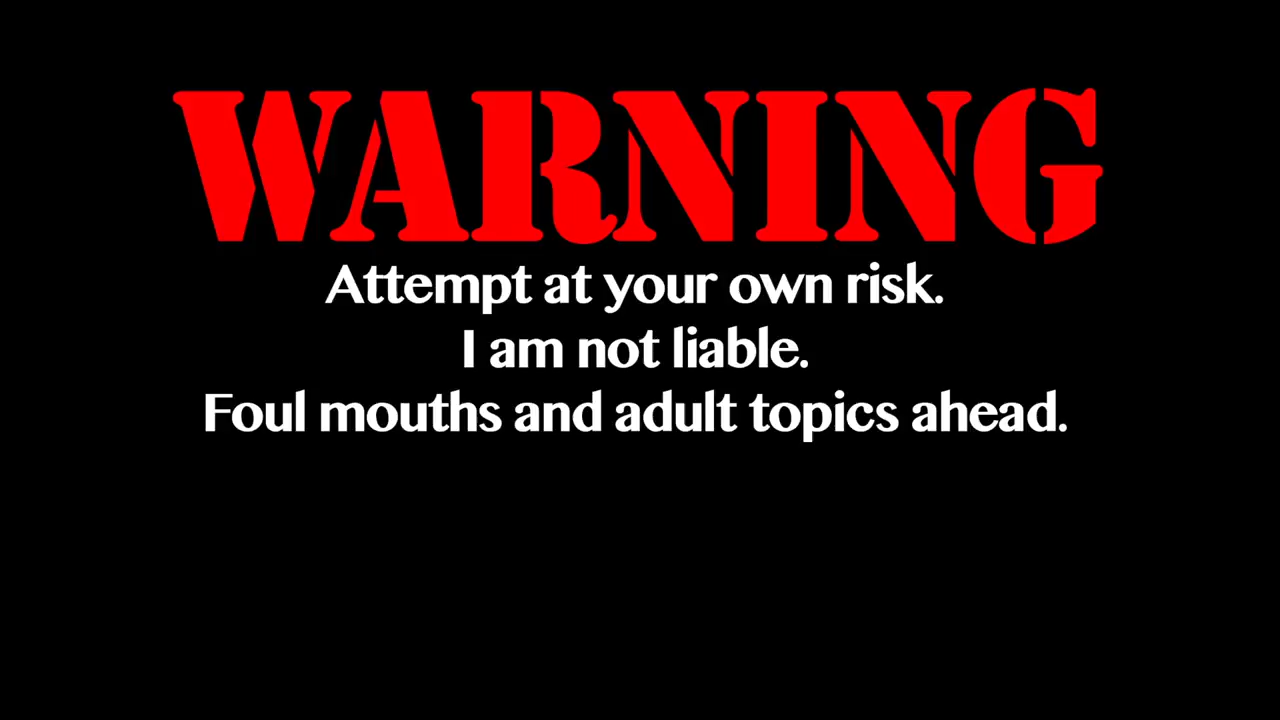 WARNING
Attempt at your own risk.
I am not liable.
Foul mouths and adult topics ahead.